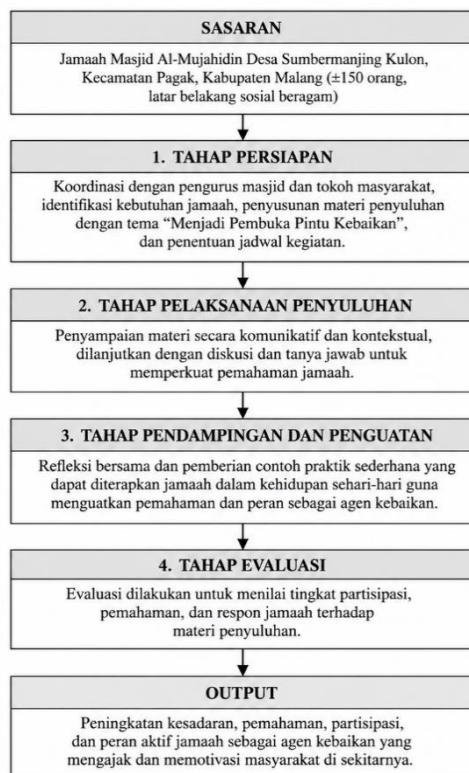 SASARAN
Jamaah Masjid Al-Mujahidin Desa Sumbermanjing Kulon,
Kecamatan Pagak, Kabupaten Malang (±150 orang,
latar belakang sosial beragam)
1. TAHAP PERSIAPAN
Koordinasi dengan pengurus masjid dan tokoh masyarakat,
identifikasi kebutuhan jamaah, penyusunan materi penyuluhan
dengan tema “Menjadi Pembuka Pintu Kebaikan”,
dan penentuan jadwal kegiatan.
2. TAHAP PELAKSANAAN PENYULUHAN
Penyampaian materi secara komunikatif dan kontekstual,
dilanjutkan dengan diskusi dan tanya jawab untuk
memperkuat pemahaman jamaah.
3. TAHAP PENDAMPINGAN DAN PENGUATAN
Refleksi bersama dan pemberian contoh praktik sederhana yang
dapat diterapkan jamaah dalam kehidupan sehari-hari guna
menguatkan pemahaman dan peran sebagai agen kebaikan.
4. TAHAP EVALUASI
Evaluasi dilakukan untuk menilai tingkat partisipasi,
pemahaman, dan respon jamaah terhadap
materi penyuluhan.
OUTPUT
Peningkatan kesadaran, pemahaman, partisipasi,
dan peran aktif jamaah sebagai agen kebaikan yang
mengajak dan memotivasi masyarakat di sekitarnya.